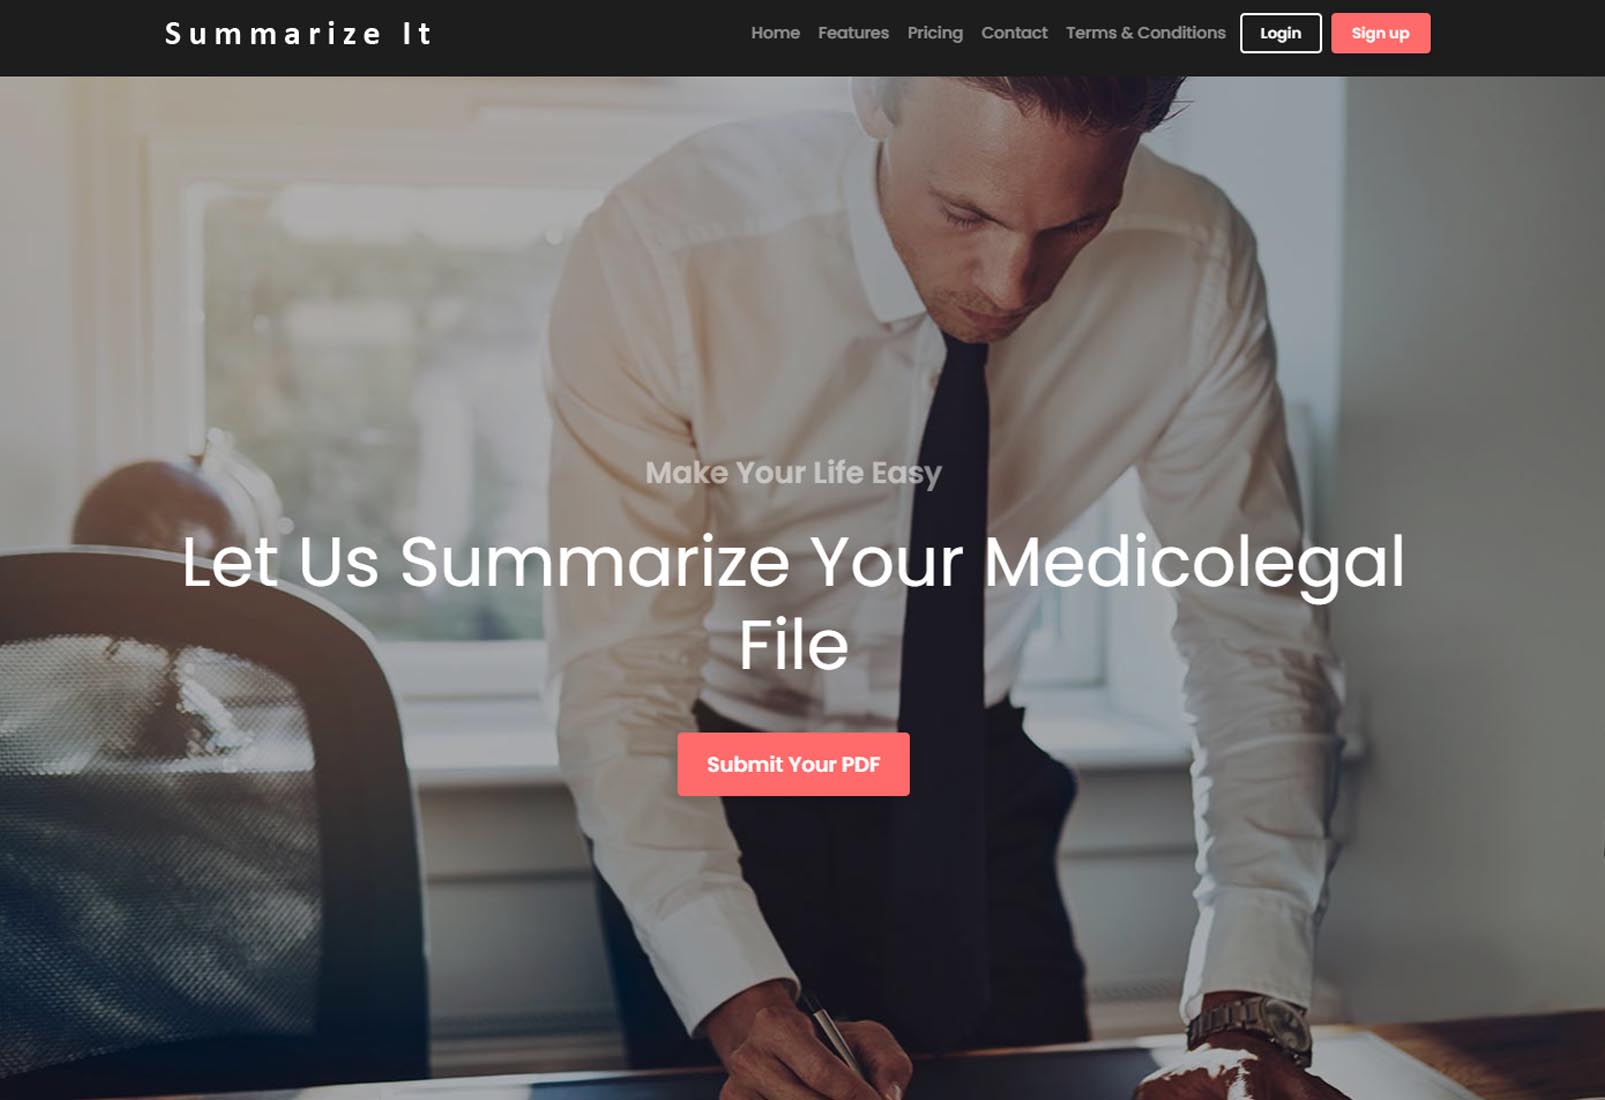 Summarize It
Home Features Pricing Contact Terms & Conditions Login Sign up
Make Your Life Easy
Let Us Summarize Your Medicolegal
File
Submit Your PDF